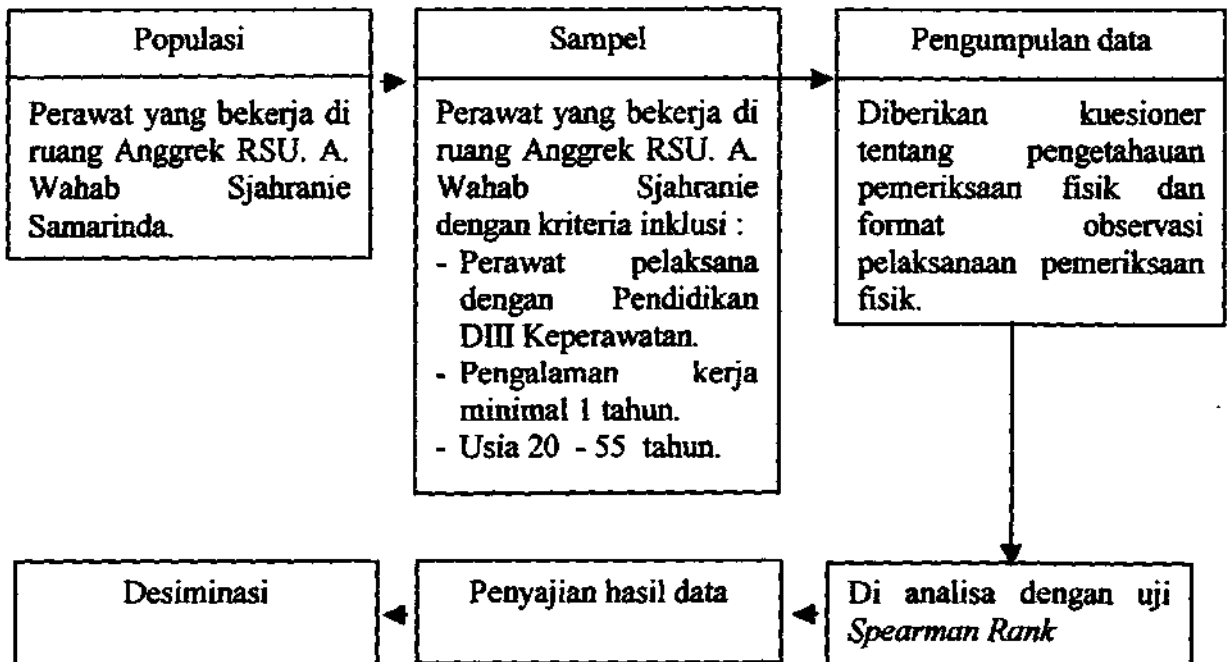 Populasi
Perawat yang bekerja di
ruang Anggrek RSU. A.
Wahab Sjahranie
Samarinda.
Sampel
Perawat yang bekerja di
ruang Anggrek RSU. A.
Wahab Sjahranie
dengan kriteria inklusi :
- Perawat pelaksana
dengan Pendidikan
DIII Keperawatan.
- Pengalaman kerja
minimal 1 tahun.
- Usia 20 - 55 tahun.
Pengumpulan data
Diberikan kuesioner
tentang pengetahauan
pemeriksaan fisik dan
format observasi
pelaksanaan pemeriksaan
fisik.
Di analisa dengan uji
Spearman Rank
Penyajian hasil data
Desiminasi